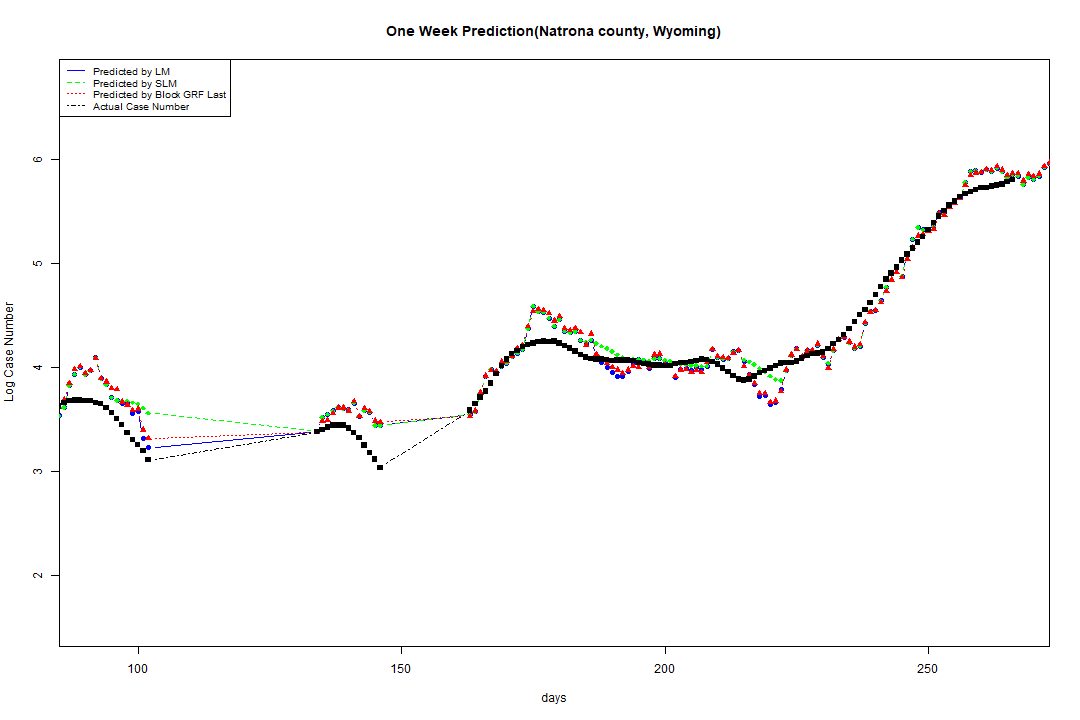 One Week Prediction(Natrona county, Wyoming)
Predicted by LM
Predicted by SLM
Predicted by Block GRF Last
Actual Case Number
6
5
4
3
2
Log Case Number
100 150 200 250
days